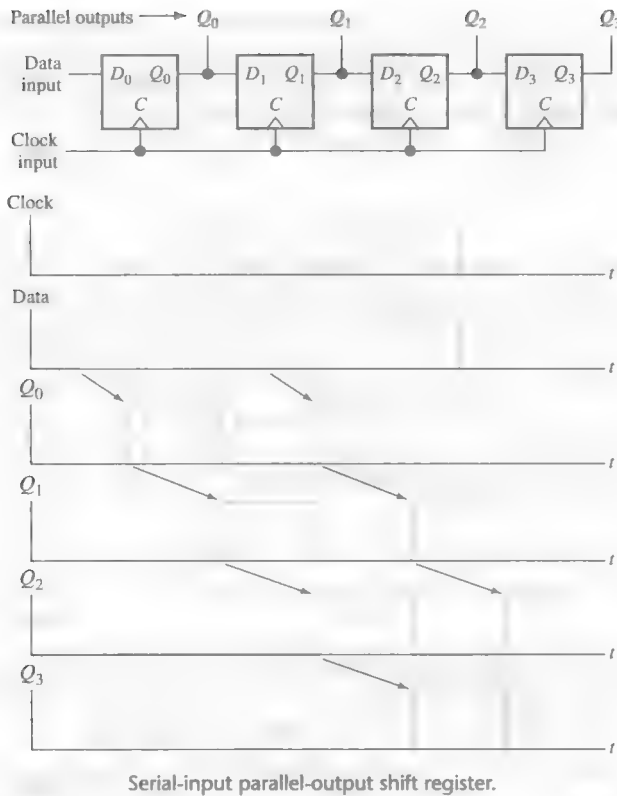 Parallel outputs Q0 Q1 Q2 Q3
Data input D0 Q0 D1 Q1 D2 Q2 D3 Q3
C C C C
Clock input
Clock
t
Data
t
Q0
t
Q1
t
Q2
t
Q3
t
Serial-input parallel-output shift register.